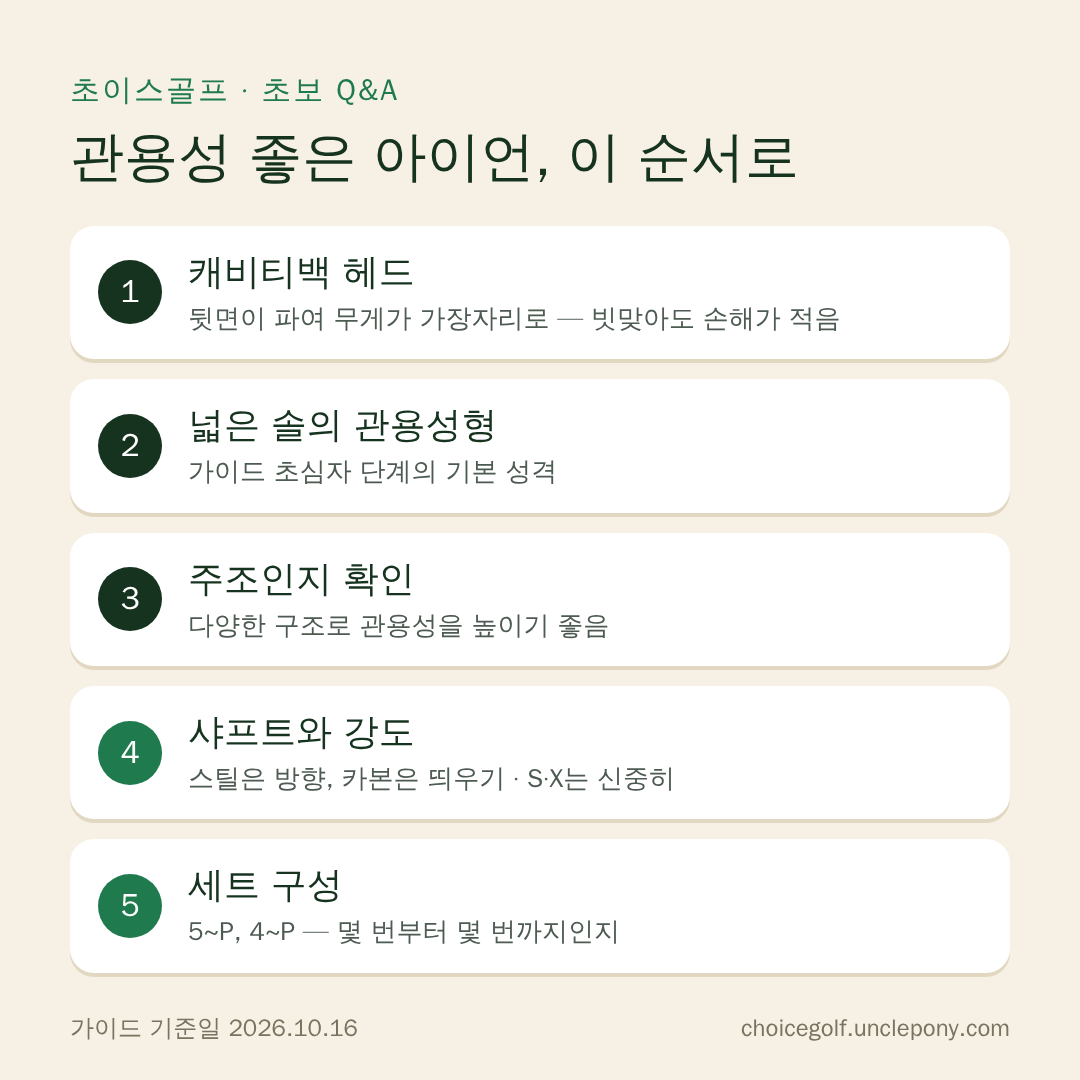 초이스골프 · 초보 Q&A
관용성 좋은 아이언, 이 순서로
1
캐비티백 헤드
뒷면이 파여 무게가 가장자리로 — 빗맞아도 손해가 적음
2
넓은 솔의 관용성형
가이드 초심자 단계의 기본 성격
3
주조인지 확인
다양한 구조로 관용성을 높이기 좋음
4
샤프트와 강도
스틸은 방향, 카본은 띄우기 · S·X는 신중히
5
세트 구성
5~P, 4~P — 몇 번부터 몇 번까지인지
가이드 기준일 2026.10.16
choicegolf.unclepony.com